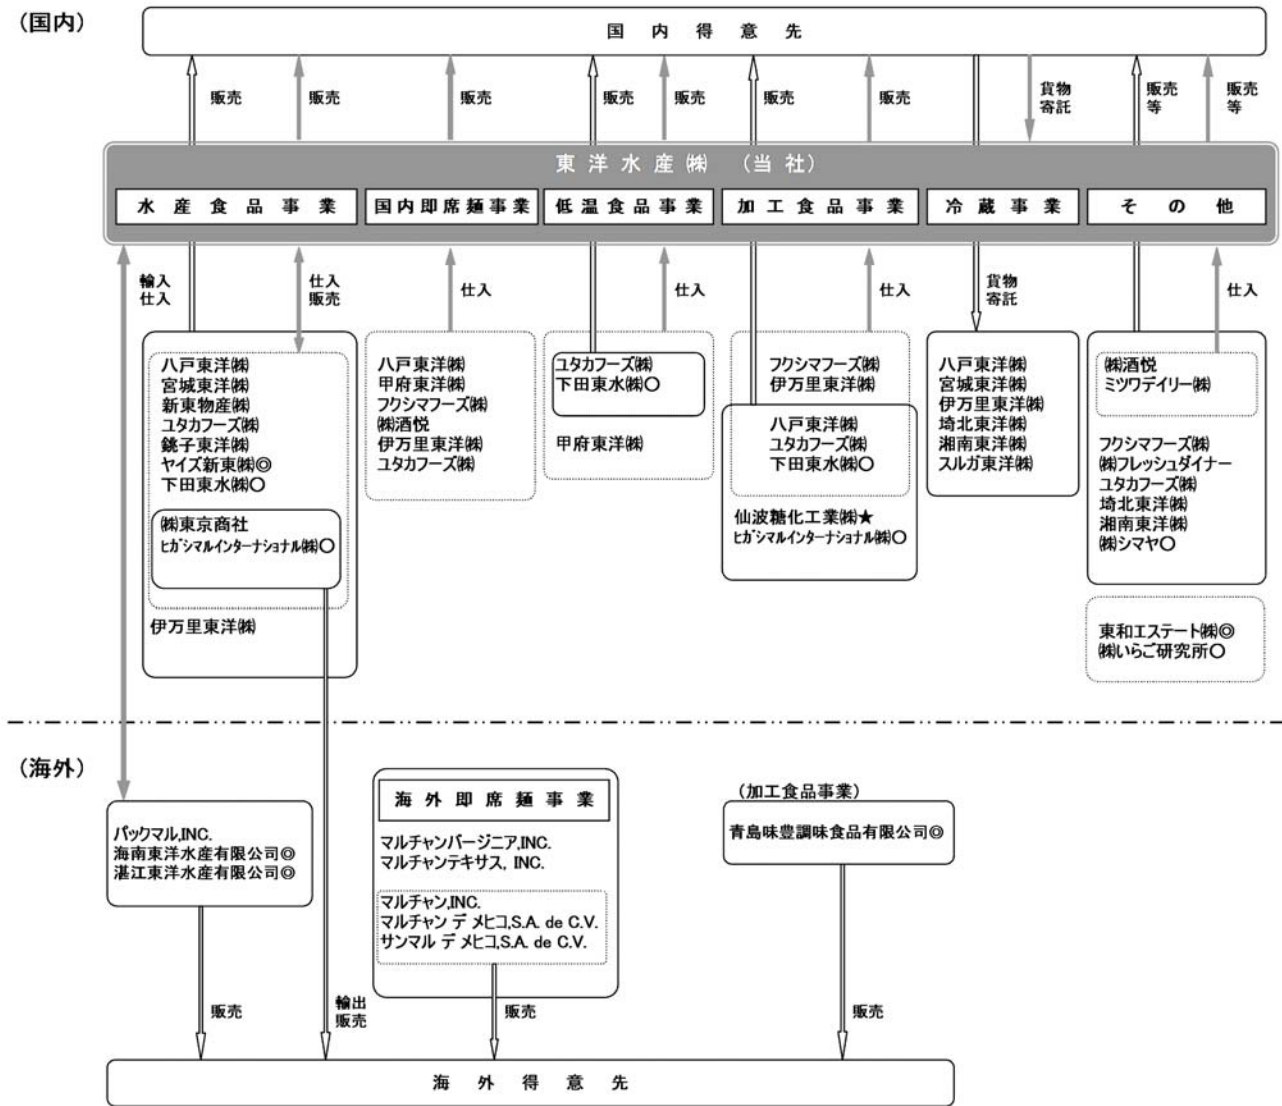 (国内)
国内得意先
販売
販売
販売
販売
販売
販売
販売
貨物
寄託
販売
等
販売
等
東洋水産㈱ (当社)
水産食品事業
国内即席麺事業
低温食品事業
加工食品事業
冷蔵事業
その他
輸入
仕入
仕入
販売
仕入
仕入
仕入
貨物
寄託
仕入
八戸東洋㈱
宮城東洋㈱
新東物産㈱
ユタカフーズ㈱
銚子東洋㈱
ヤイズ新東㈱◎
下田東水㈱○
㈱東京商社
ヒガシマルインターナショナル㈱○
伊万里東洋㈱
八戸東洋㈱
甲府東洋㈱
フクシマフーズ㈱
㈱酒悦
伊万里東洋㈱
ユタカフーズ㈱
ユタカフーズ㈱
下田東水㈱○
甲府東洋㈱
フクシマフーズ㈱
伊万里東洋㈱
八戸東洋㈱
ユタカフーズ㈱
下田東水㈱○
仙波糖化工業㈱★
ヒガシマルインターナショナル㈱○
八戸東洋㈱
宮城東洋㈱
伊万里東洋㈱
埼北東洋㈱
湘南東洋㈱
スルガ東洋㈱
㈱酒悦
ミツワデイリー㈱
フクシマフーズ㈱
㈱フレッシュダイナー
ユタカフーズ㈱
埼北東洋㈱
湘南東洋㈱
㈱シマヤ○
東和エステート㈱◎
㈱いらご研究所○
(海外)
パックマル,INC.
海南東洋水産有限公司◎
湛江東洋水産有限公司◎
海外即席麺事業
マルチャンバージニア,INC.
マルチャンテキサス, INC.
マルチャン,INC.
マルチャン デ メヒコ,S.A. de C.V.
サンマル デ メヒコ,S.A. de C.V.
(加工食品事業)
青島味豊調味食品有限公司◎
販売
輸出
販売
販売
販売
海外得意先